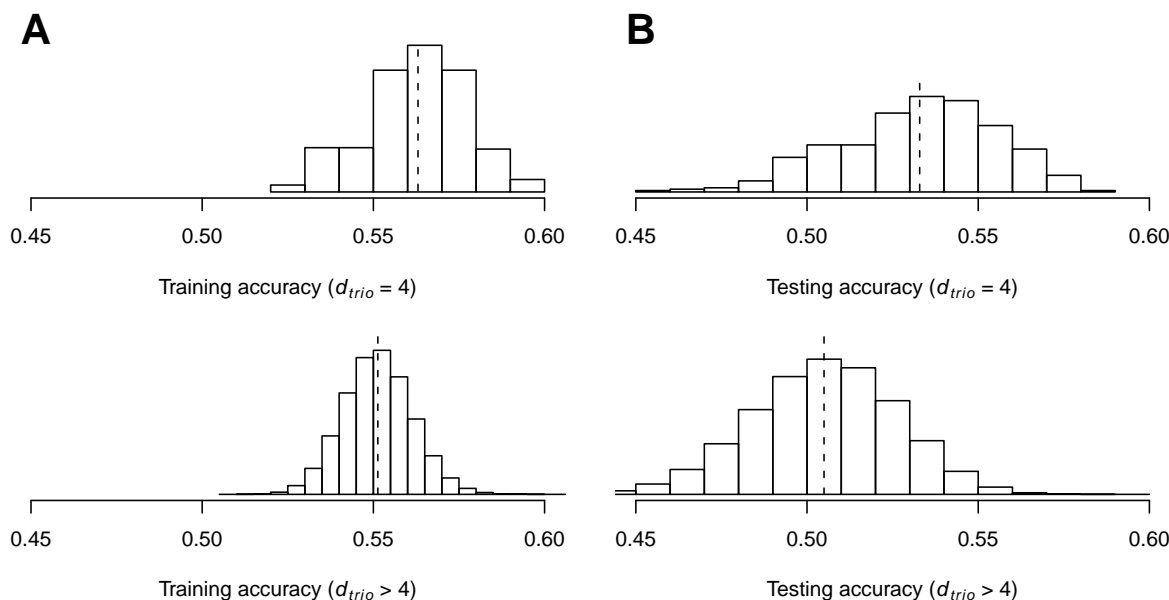 A
B
0.45 0.50 0.55 0.60
Training accuracy (d_trio = 4)
0.45 0.50 0.55 0.60
Testing accuracy (d_trio = 4)
0.45 0.50 0.55 0.60
Training accuracy (d_trio > 4)
0.45 0.50 0.55 0.60
Testing accuracy (d_trio > 4)